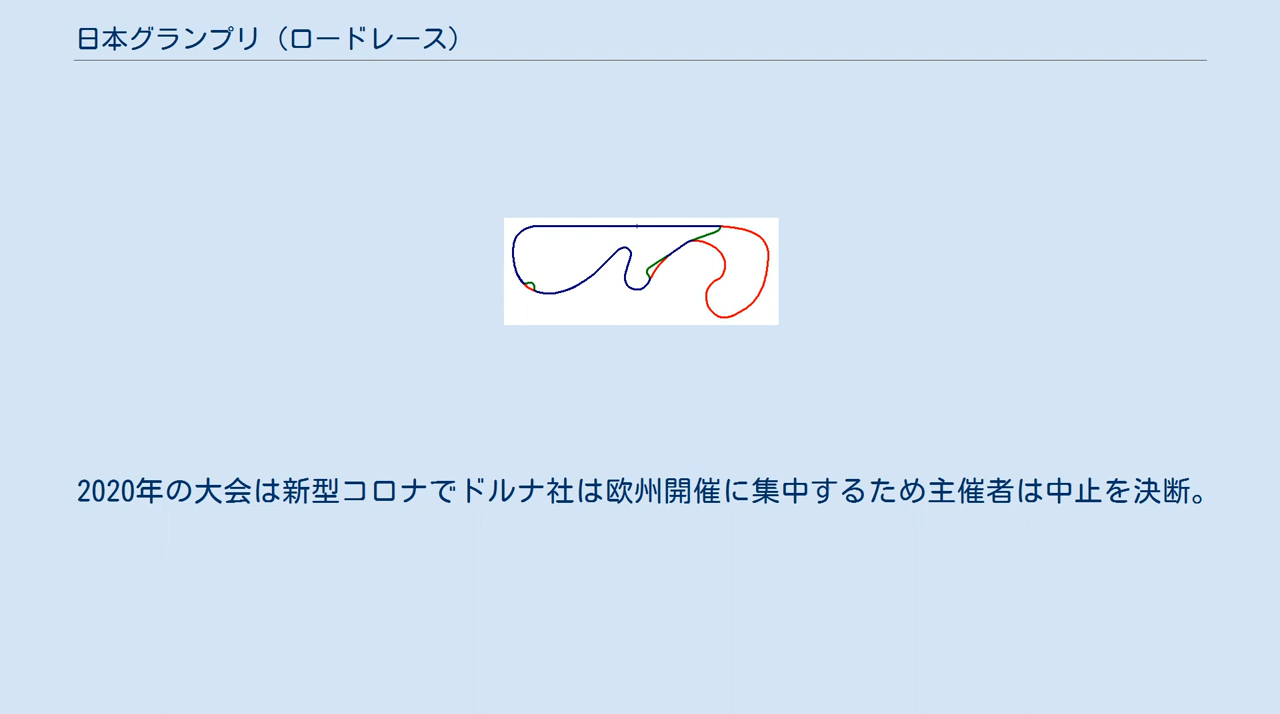 日本グランプリ（ロードレース）
2020年の大会は新型コロナでドルナ社は欧州開催に集中するため主催者は中止を決断。